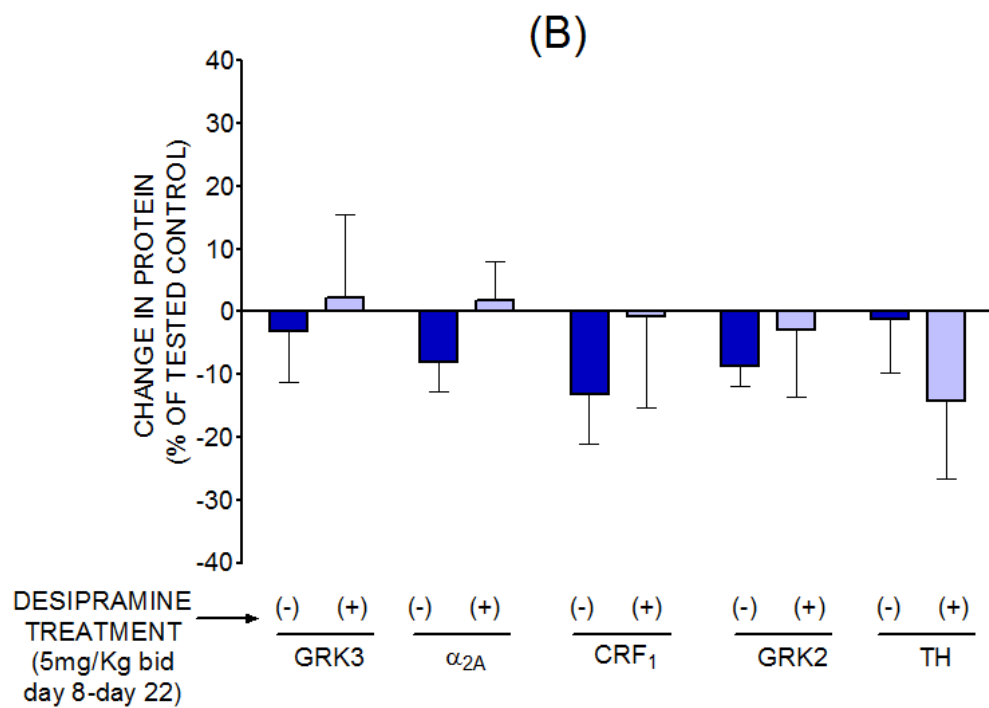 (B)
CHANGE IN PROTEIN
(% OF TESTED CONTROL)
40
30
20
10
0
-10
-20
-30
-40
DESIPRAMINE
TREATMENT
(5mg/Kg bid
day 8-day 22)
(-) (+) (-) (+) (-) (+) (-) (+) (-) (+)
GRK3 α2A CRF1 GRK2 TH